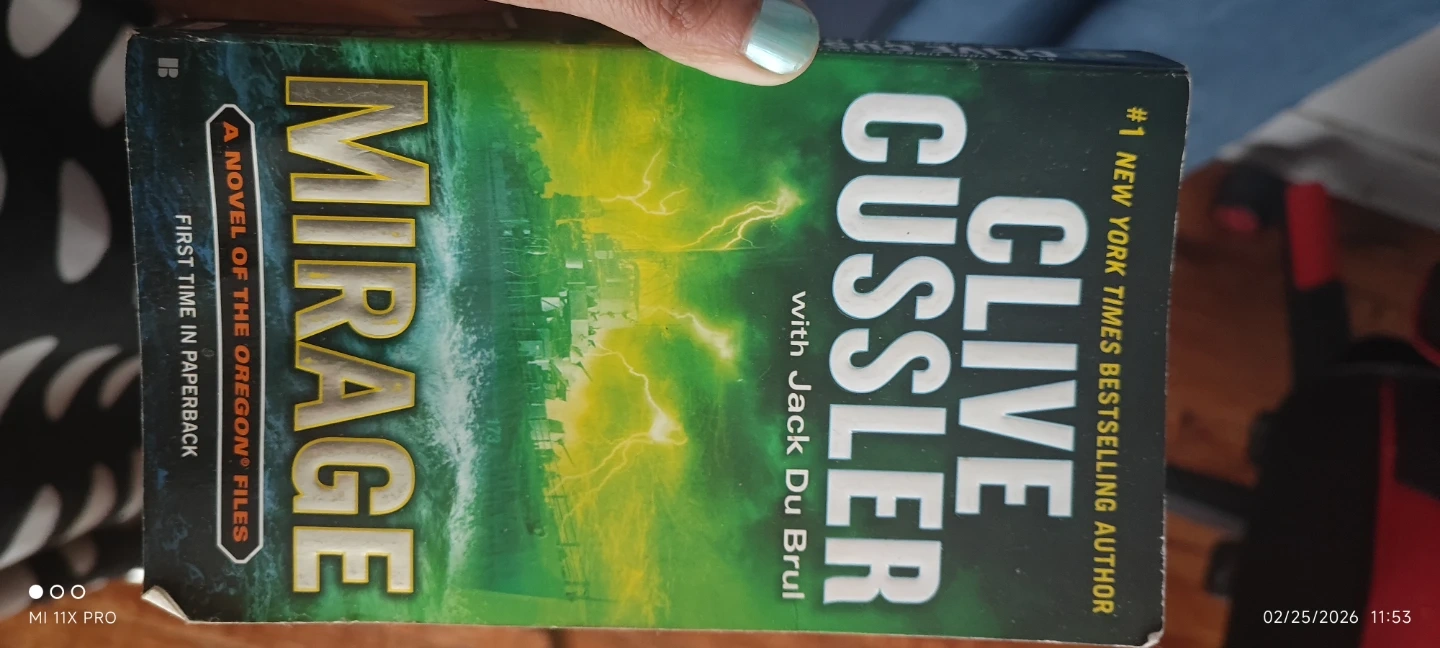 #1 NEW YORK TIMES BESTSELLING AUTHOR
CLIVE
CUSSLER
with Jack Du Brul
MIRAGE
A NOVEL OF THE OREGON® FILES
FIRST TIME IN PAPERBACK
MI 11X PRO
02/25/2026 11:53